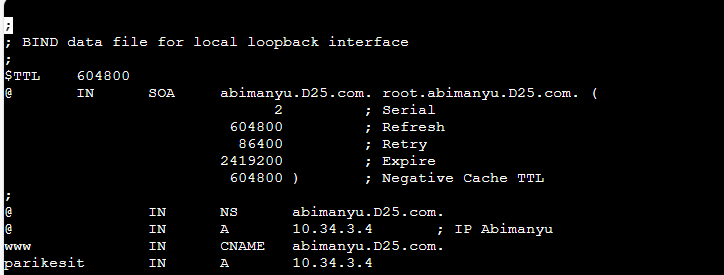 ;
; BIND data file for local loopback interface
;
$TTL    604800
@       IN      SOA     abimanyu.D25.com. root.abimanyu.D25.com. (
                              2         ; Serial
                         604800         ; Refresh
                          86400         ; Retry
                        2419200         ; Expire
                         604800 )       ; Negative Cache TTL
;
@               IN      NS      abimanyu.D25.com.
@               IN      A       10.34.3.4       ; IP Abimanyu
www             IN      CNAME   abimanyu.D25.com.
parikesit       IN      A       10.34.3.4